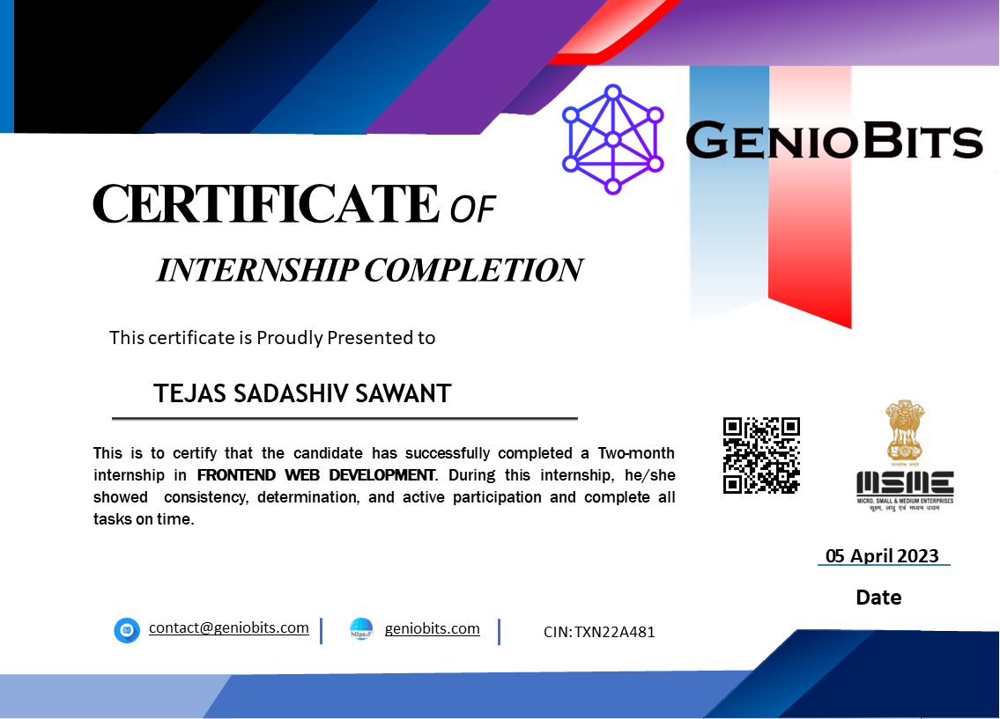 GENIOBITS
CERTIFICATE OF
INTERNSHIP COMPLETION
This certificate is Proudly Presented to
TEJAS SADASHIV SAWANT
This is to certify that the candidate has successfully completed a Two-month
internship in FRONTEND WEB DEVELOPMENT. During this internship, he/she
showed consistency, determination, and active participation and complete all
tasks on time.
MSME
MICRO, SMALL & MEDIUM ENTERPRISES
सूक्ष्म, लघु एवं मध्यम उद्यम
05 April 2023
Date
contact@geniobits.com
https://
geniobits.com
CIN:TXN22A481